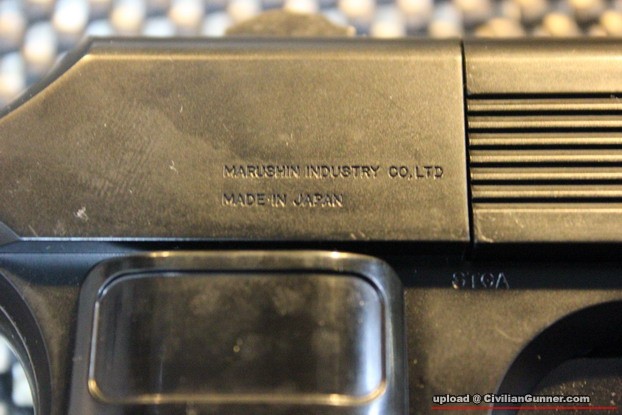 MARUSHIN INDUSTRY CO,LTD
MADE IN JAPAN
STGA
upload @ CivilianGunner.com